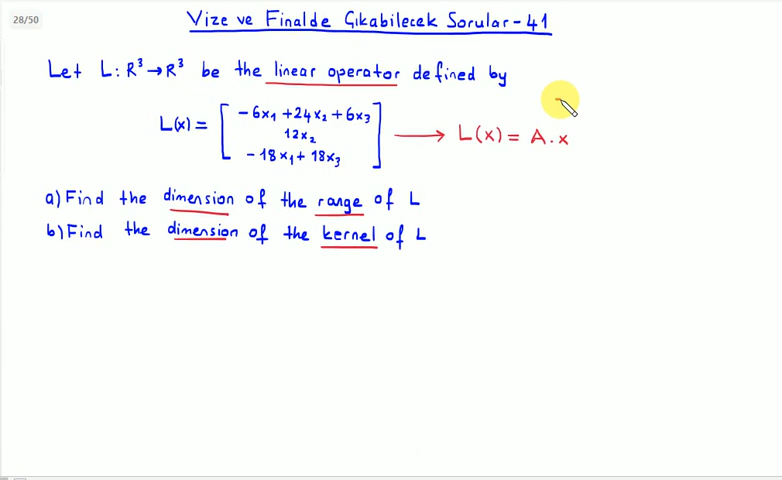 28/50
Vize ve Finalde Çıkabilecek Sorular-41
Let L: R³→R³ be the linear operator defined by
L(x) = [ -6x₁ + 24x₂ + 6x₃
12x₂
-18x₁ + 18x₃ ] → L(x) = A.x
a) Find the dimension of the range of L
b) Find the dimension of the kernel of L